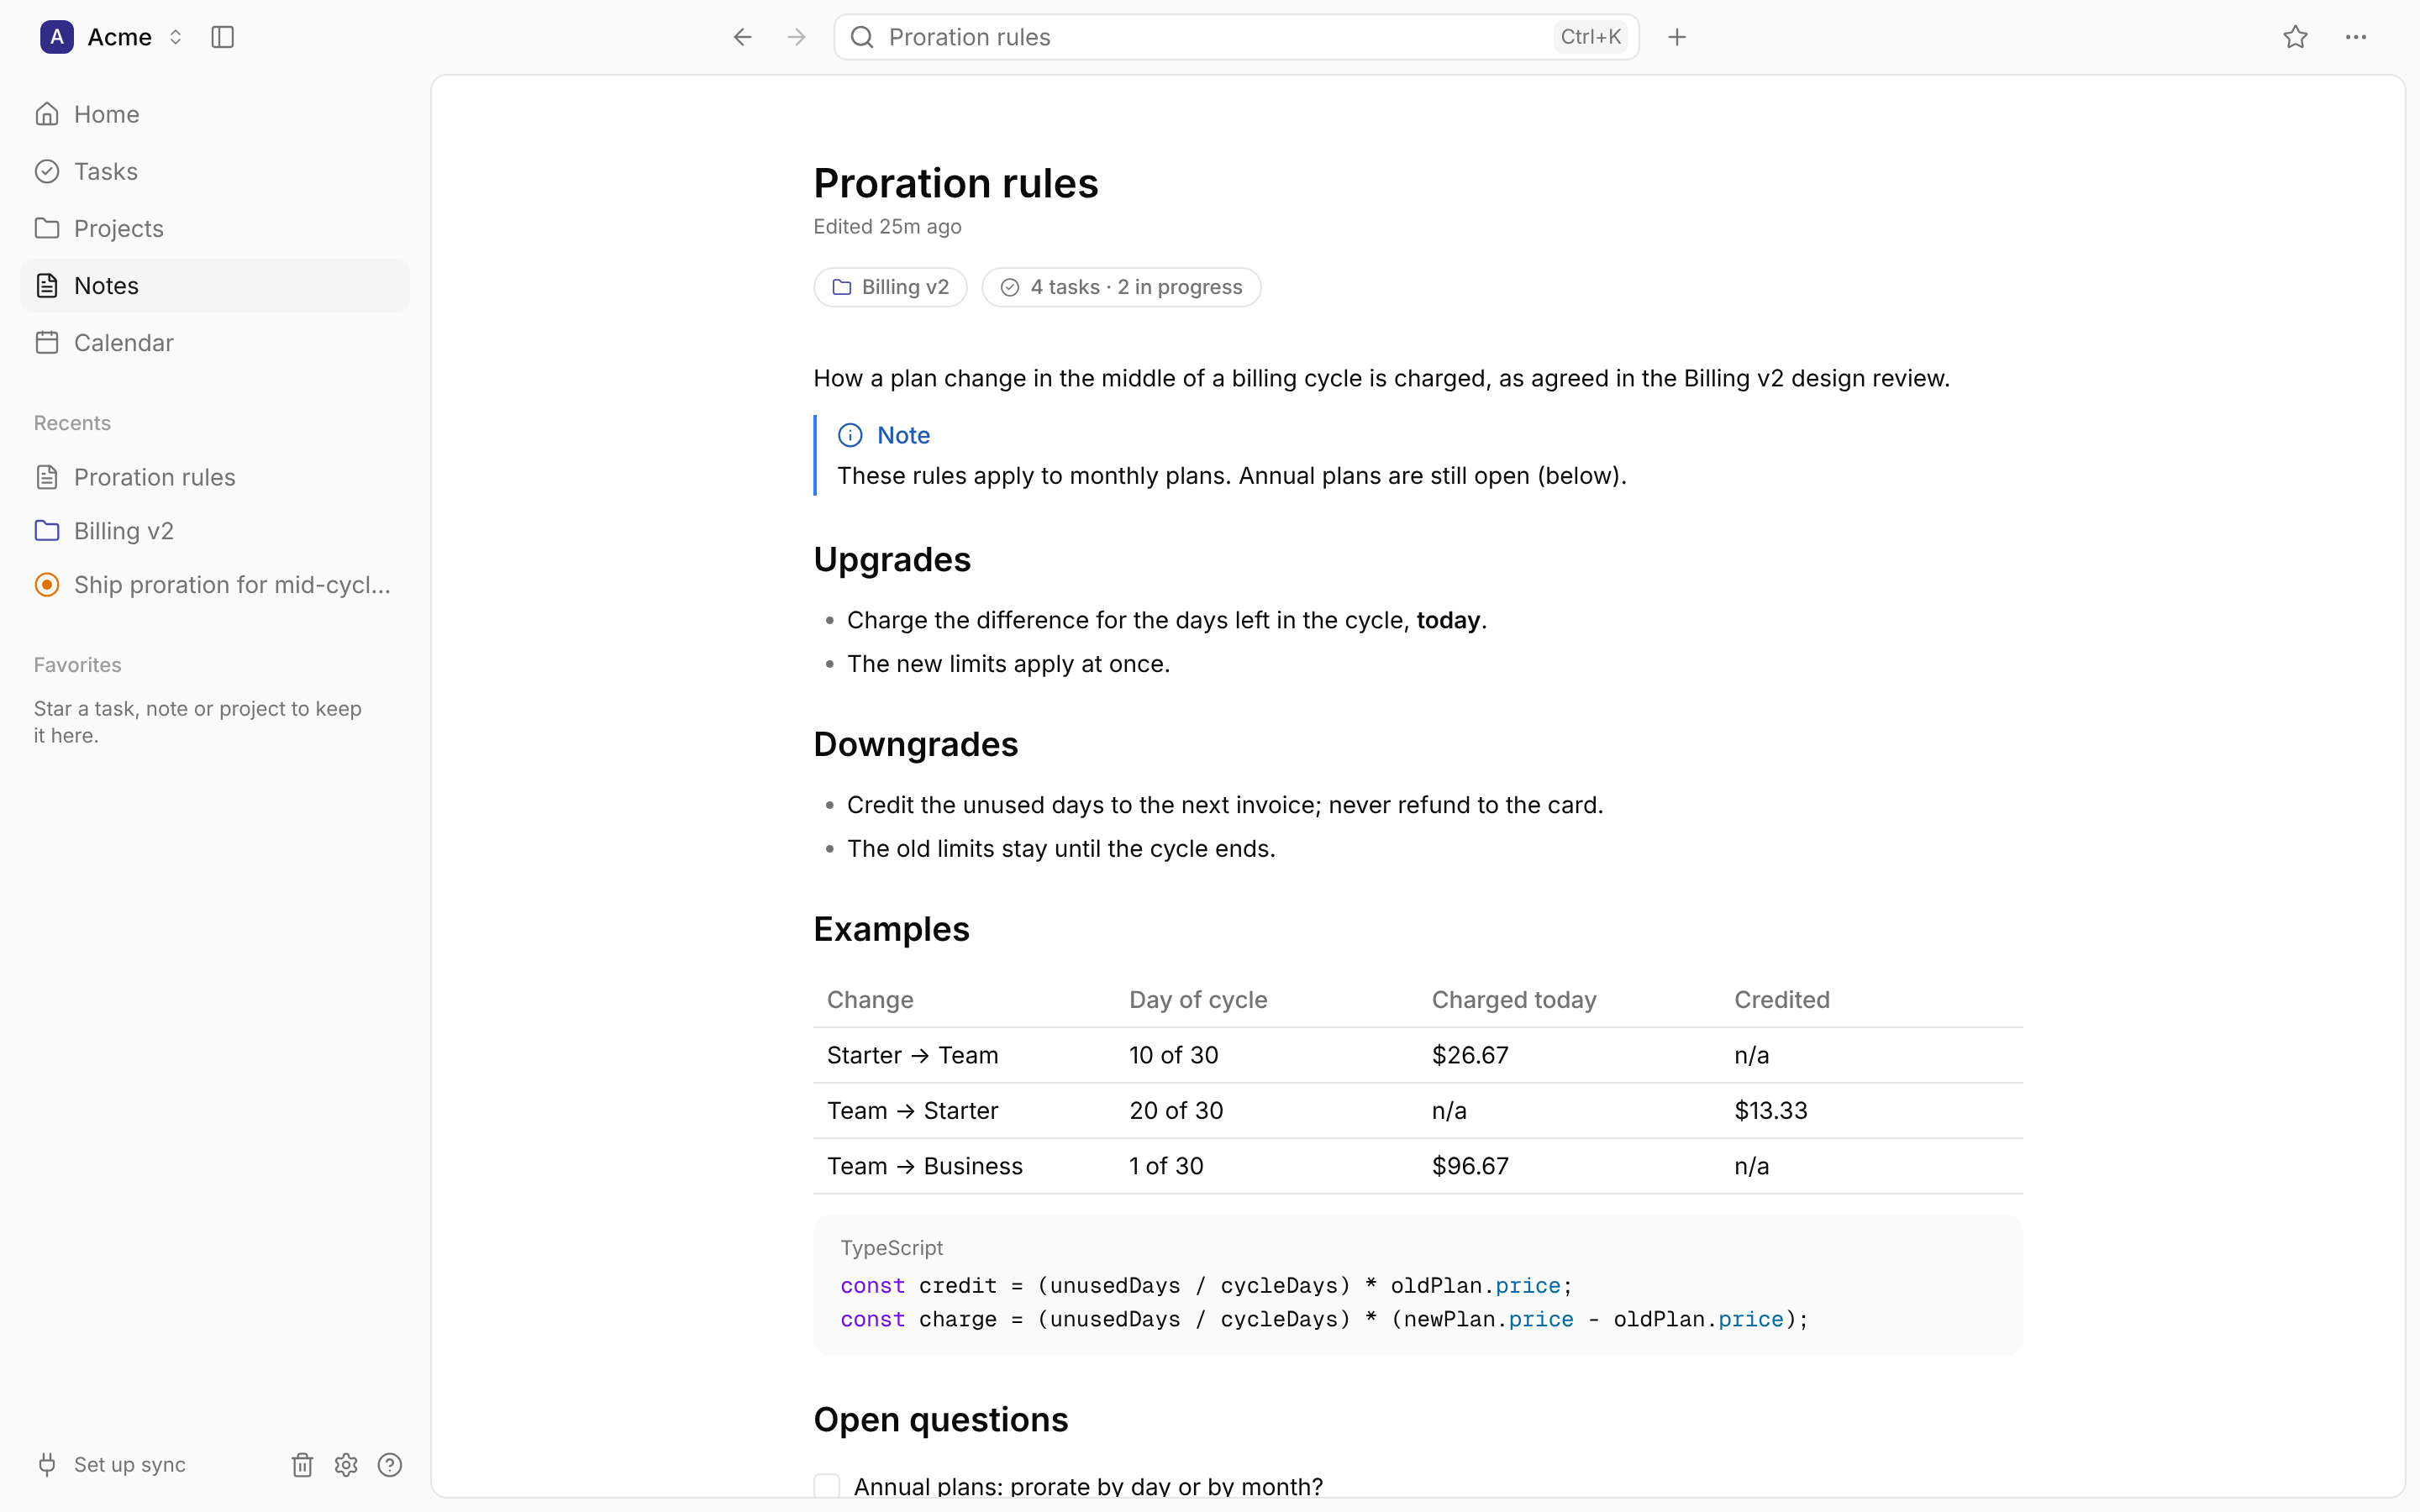 A Acme
Proration rules Ctrl+K
Home
Tasks
Projects
Notes
Calendar
Recents
Proration rules
Billing v2
Ship proration for mid-cycl...
Favorites
Star a task, note or project to keep
it here.
Set up sync
Proration rules
Edited 25m ago
Billing v2
4 tasks · 2 in progress
How a plan change in the middle of a billing cycle is charged, as agreed in the Billing v2 design review.
Note
These rules apply to monthly plans. Annual plans are still open (below).
Upgrades
• Charge the difference for the days left in the cycle, today.
• The new limits apply at once.
Downgrades
• Credit the unused days to the next invoice; never refund to the card.
• The old limits stay until the cycle ends.
Examples
Change Day of cycle Charged today Credited
Starter → Team 10 of 30 $26.67 n/a
Team → Starter 20 of 30 n/a $13.33
Team → Business 1 of 30 $96.67 n/a
TypeScript
const credit = (unusedDays / cycleDays) * oldPlan.price;
const charge = (unusedDays / cycleDays) * (newPlan.price - oldPlan.price);
Open questions
Annual plans: prorate by day or by month?